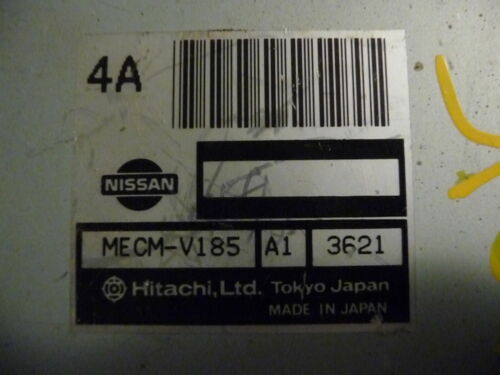 4A
NISSAN
MECM-V185 A1 3621
Hitachi, Ltd. Tokyo Japan
MADE IN JAPAN